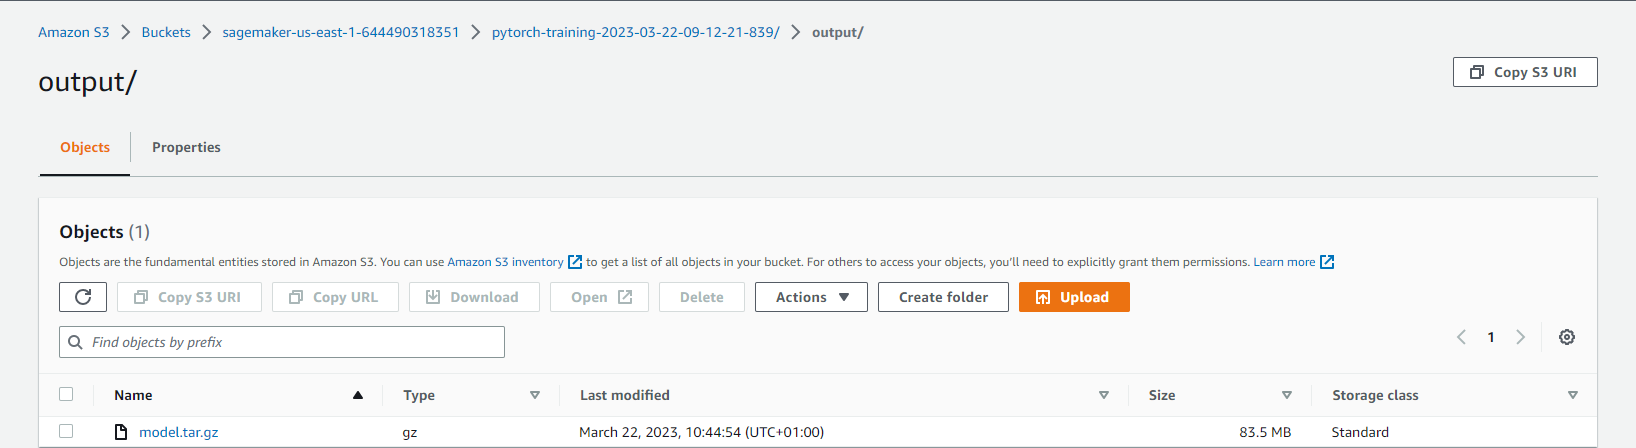 Amazon S3 > Buckets > sagemaker-us-east-1-644490318351 > pytorch-training-2023-03-22-09-12-21-839/ > output/
output/
Copy S3 URI
Objects Properties
Objects (1)
Objects are the fundamental entities stored in Amazon S3. You can use Amazon S3 inventory to get a list of all objects in your bucket. For others to access your objects, you'll need to explicitly grant them permissions. Learn more
Copy S3 URI Copy URL Download Open Delete Actions Create folder Upload
Find objects by prefix
1
Name Type Last modified Size Storage class
model.tar.gz gz March 22, 2023, 10:44:54 (UTC+01:00) 83.5 MB Standard